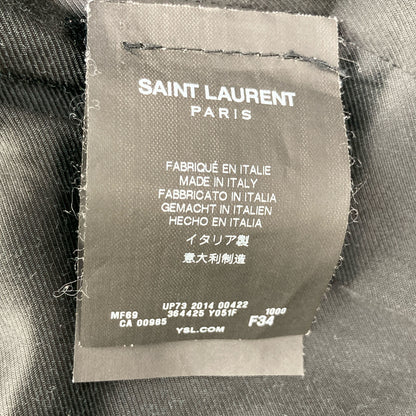 SAINT LAURENT
PARIS
FABRIQUÉ EN ITALIE
MADE IN ITALY
FABBRICATO IN ITALIA
GEMACHT IN ITALIEN
HECHO EN ITALIA
イタリア製
意大利制造
UP73 2014 00422
MF69 364425 Y051F 1000
CA 00985 F34
YSL.COM